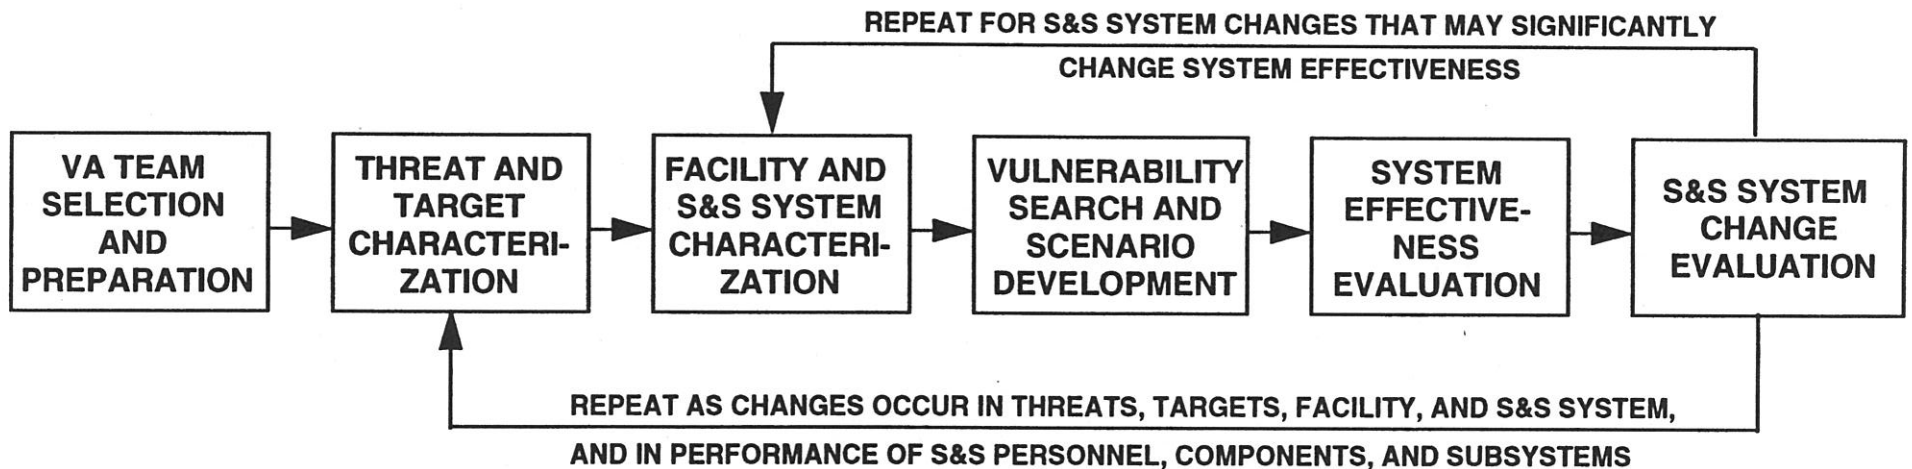 REPEAT FOR S&S SYSTEM CHANGES THAT MAY SIGNIFICANTLY
CHANGE SYSTEM EFFECTIVENESS
VA TEAM
SELECTION
AND
PREPARATION
THREAT AND
TARGET
CHARACTERI-
ZATION
FACILITY AND
S&S SYSTEM
CHARACTERI-
ZATION
VULNERABILITY
SEARCH AND
SCENARIO
DEVELOPMENT
SYSTEM
EFFECTIVE-
NESS
EVALUATION
S&S SYSTEM
CHANGE
EVALUATION
REPEAT AS CHANGES OCCUR IN THREATS, TARGETS, FACILITY, AND S&S SYSTEM,
AND IN PERFORMANCE OF S&S PERSONNEL, COMPONENTS, AND SUBSYSTEMS